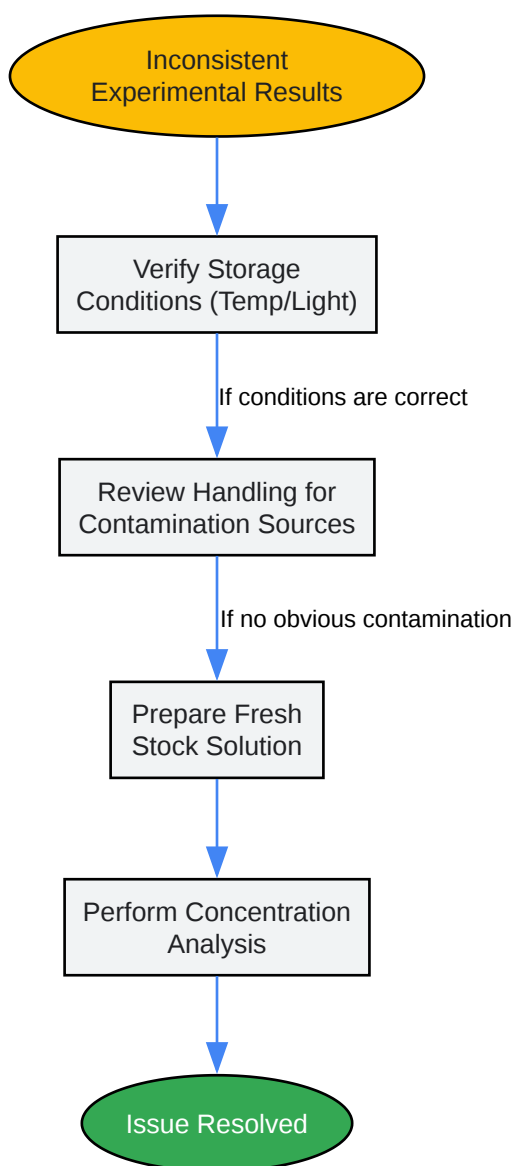 Inconsistent
Experimental Results
Verify Storage
Conditions (Temp/Light)
If conditions are correct
Review Handling for
Contamination Sources
If no obvious contamination
Prepare Fresh
Stock Solution
Perform Concentration
Analysis
Issue Resolved